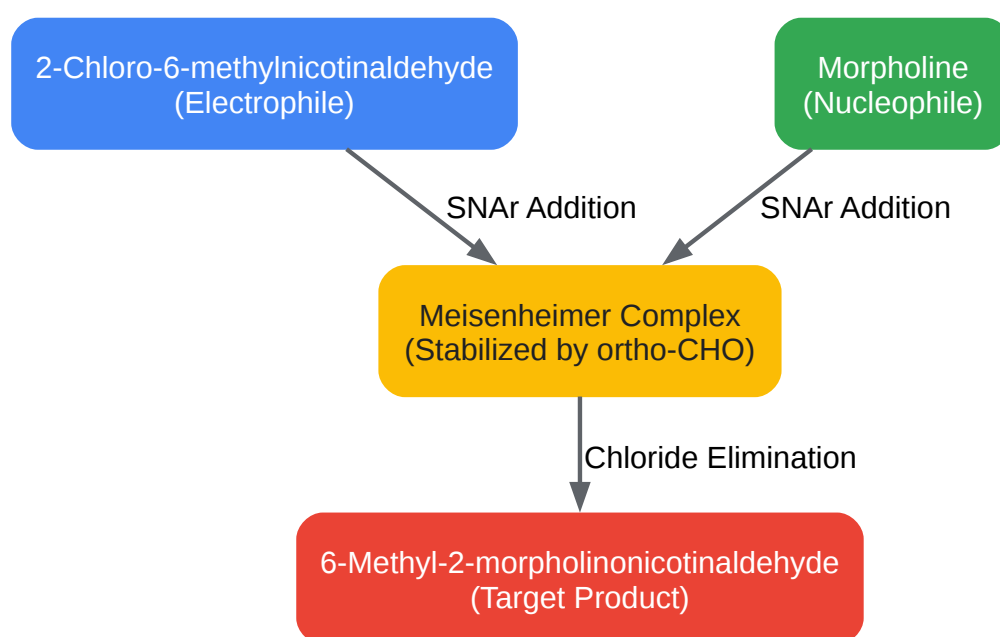 2-Chloro-6-methylnicotinaldehyde
(Electrophile)
Morpholine
(Nucleophile)
SNAr Addition
SNAr Addition
Meisenheimer Complex
(Stabilized by ortho-CHO)
Chloride Elimination
6-Methyl-2-morpholinonicotinaldehyde
(Target Product)